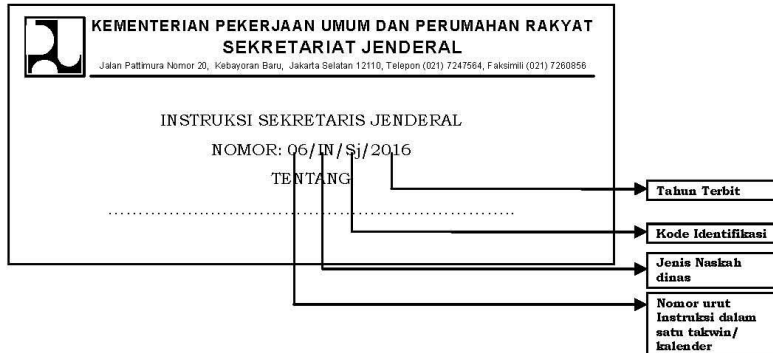 KEMENTERIAN PEKERJAAN UMUM DAN PERUMAHAN RAKYAT
SEKRETARIAT JENDERAL
Jalan Pattimura Nomor 20, Kebayoran Baru, Jakarta Selatan 12110, Telepon (021) 7247564, Faksimili (021) 7260856
INSTRUKSI SEKRETARIS JENDERAL
NOMOR: 06/IN/Sj/2016
TENTANG
....................................................................
Tahun Terbit
Kode Identifikasi
Jenis Naskah
dinas
Nomor urut
Instruksi dalam
satu takwin/
kalender